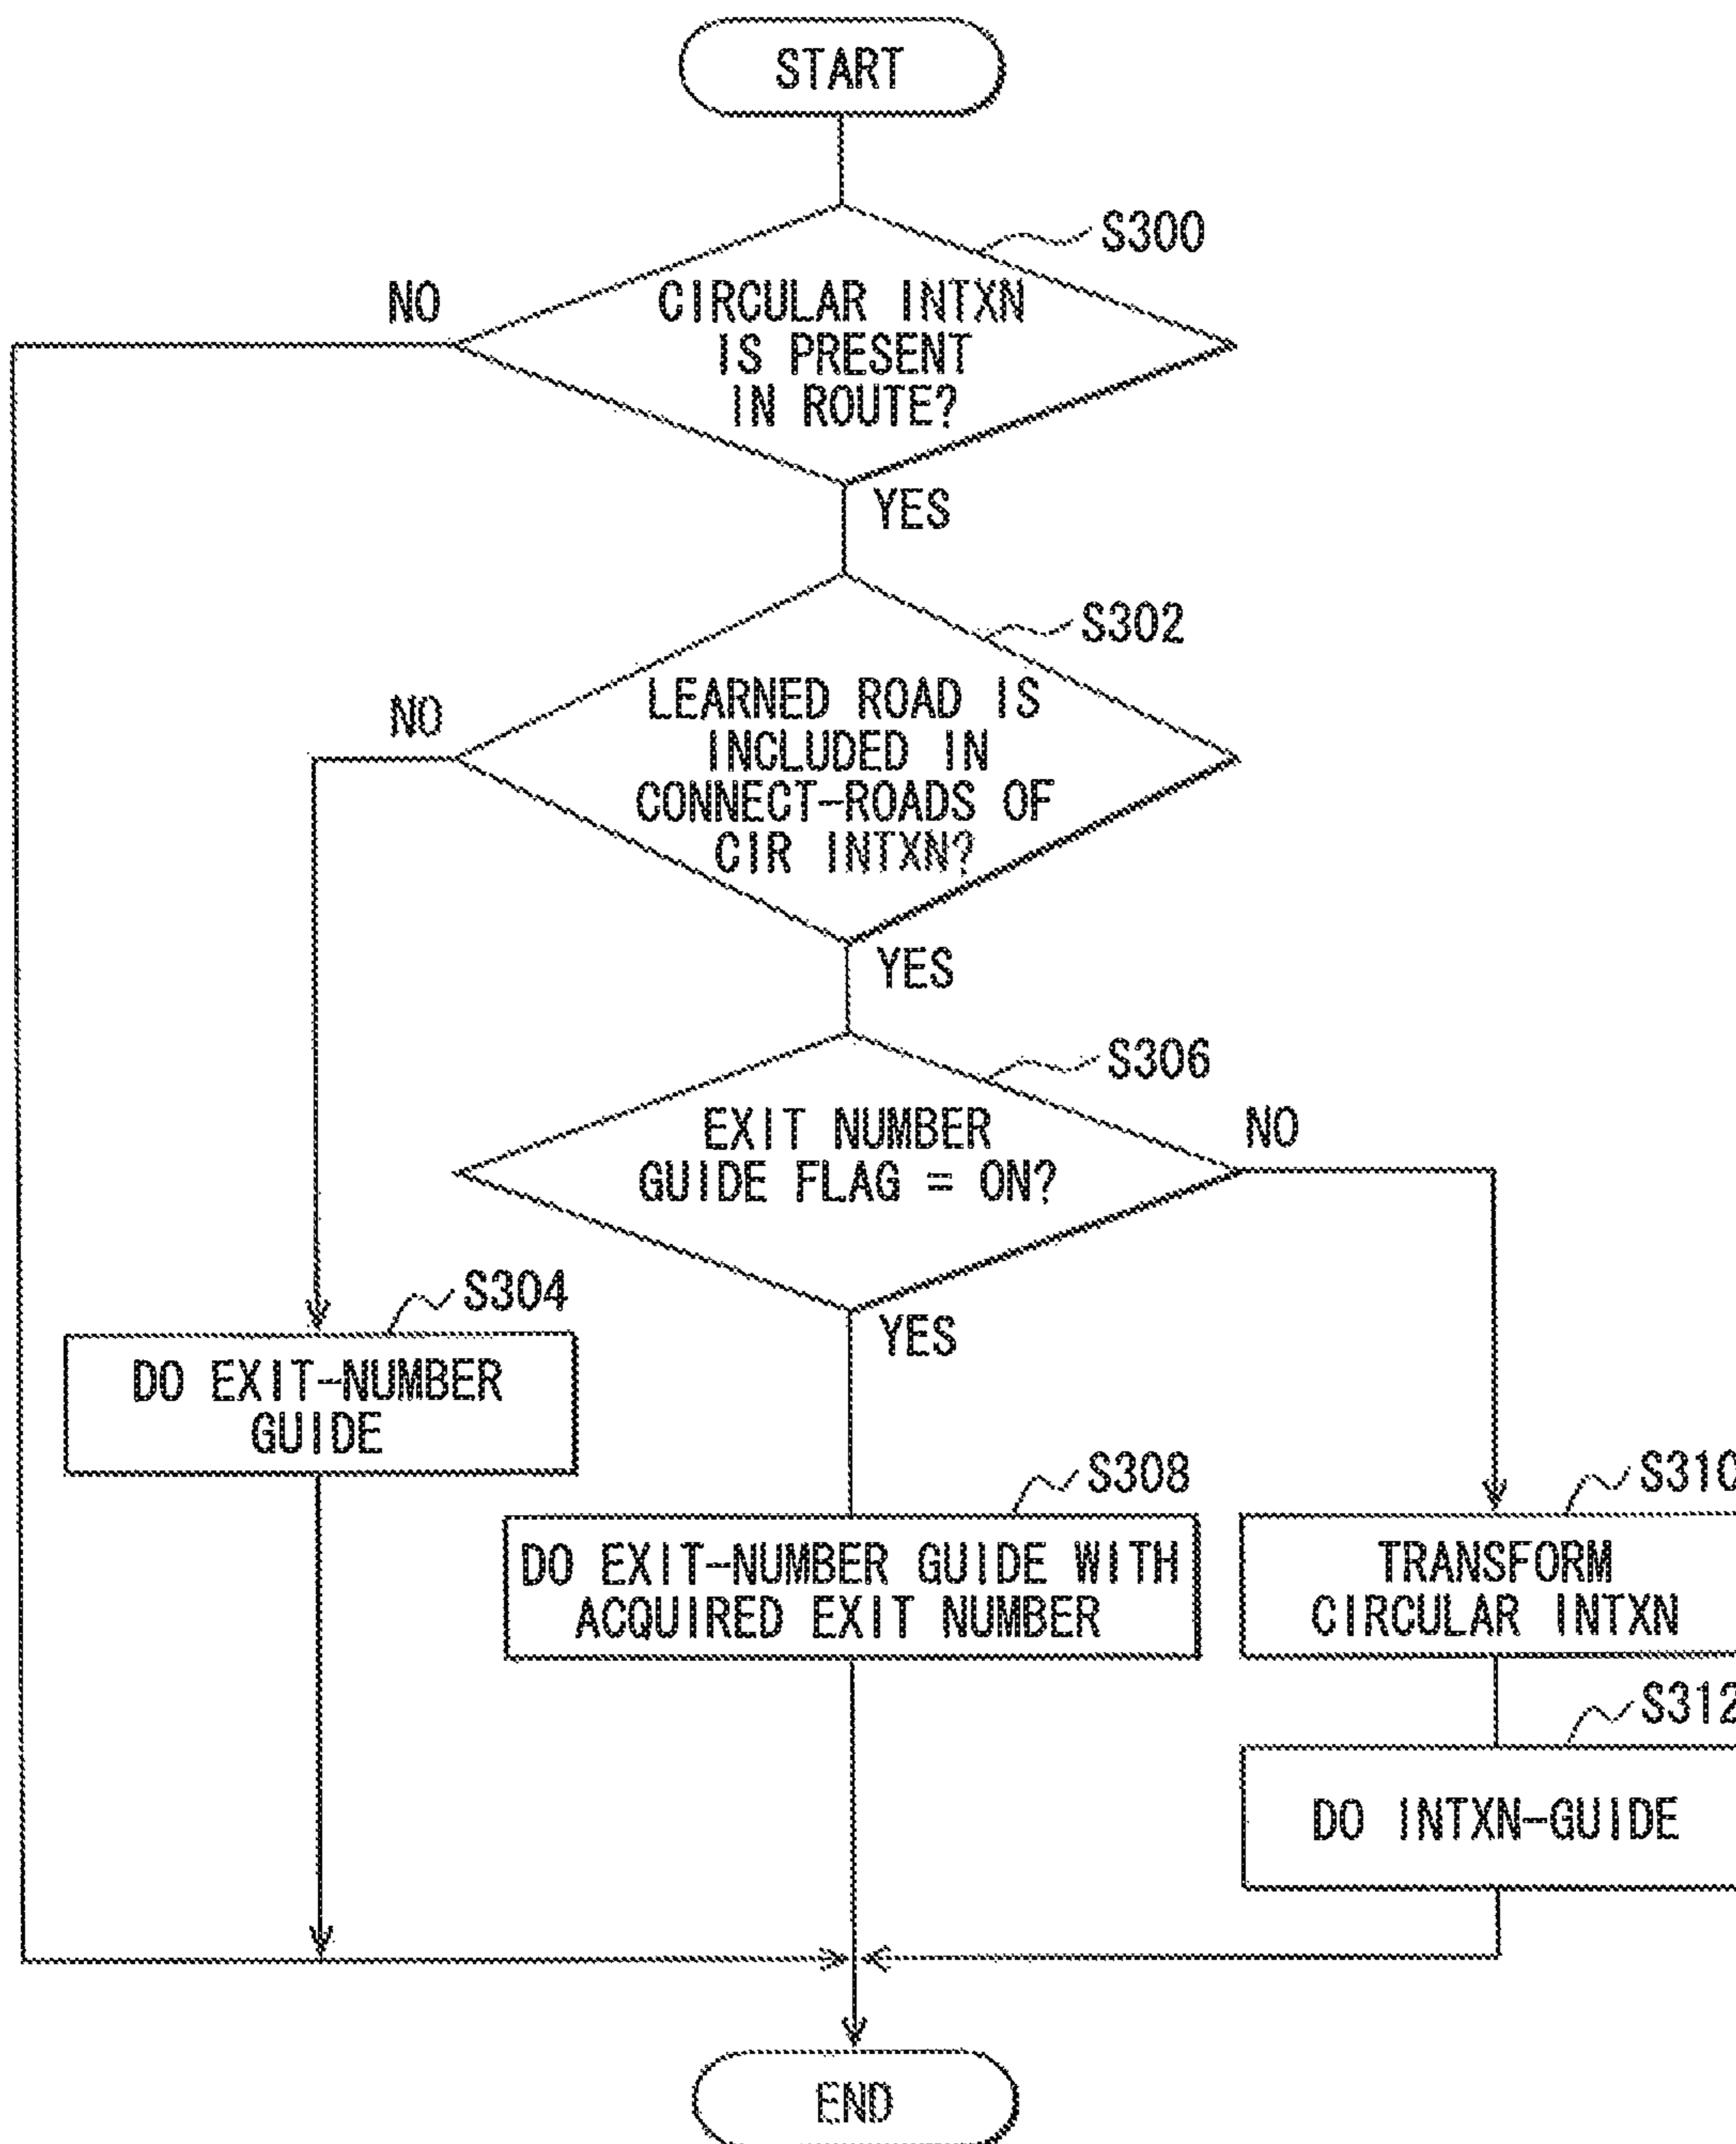 START
S300
NO
CIRCULAR INTXN
IS PRESENT
IN ROUTE?
YES
S302
NO
LEARNED ROAD IS
INCLUDED IN
CONNECT-ROADS OF
CIR INTXN?
YES
S306
EXIT NUMBER
GUIDE FLAG = ON?
NO
YES
S304
DO EXIT-NUMBER
GUIDE
S308
DO EXIT-NUMBER GUIDE WITH
ACQUIRED EXIT NUMBER
S310
TRANSFORM
CIRCULAR INTXN
S312
DO INTXN-GUIDE
END